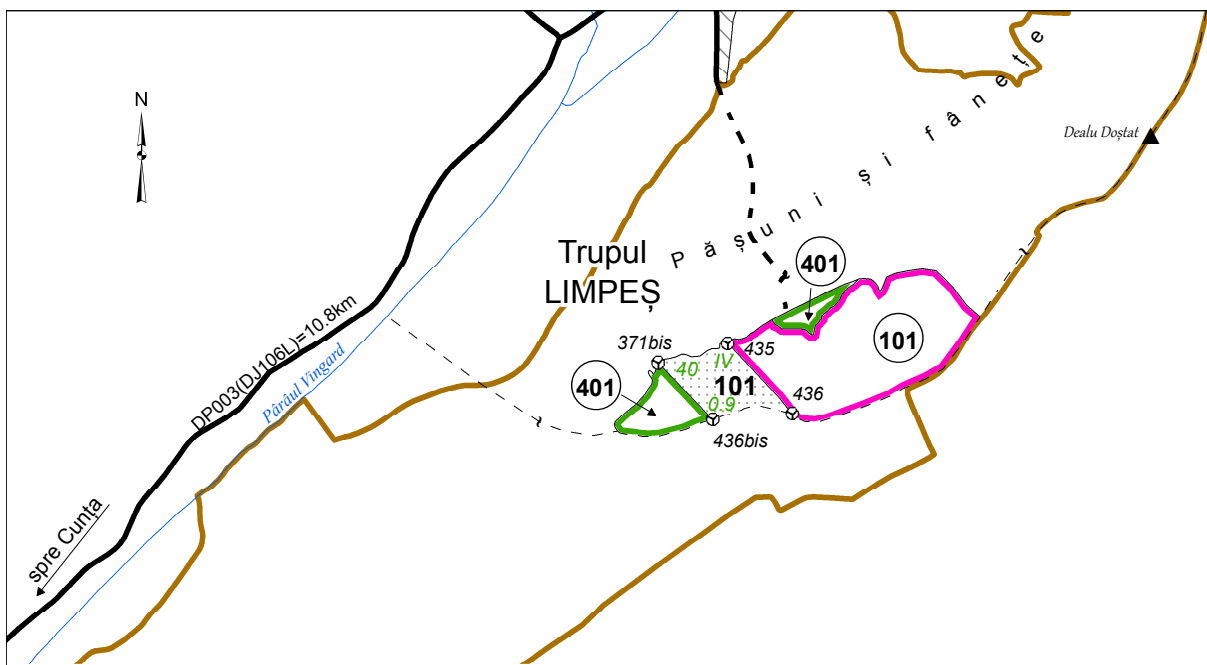 N
Dealu Doștat
Pășuni și fânețe
Trupul
LIMPEȘ
401
101
371bis
435
40
IV
101
436
401
0.9
436bis
DP003(DJ106L)=10.8km
Pârâul Vingard
spre Cunța